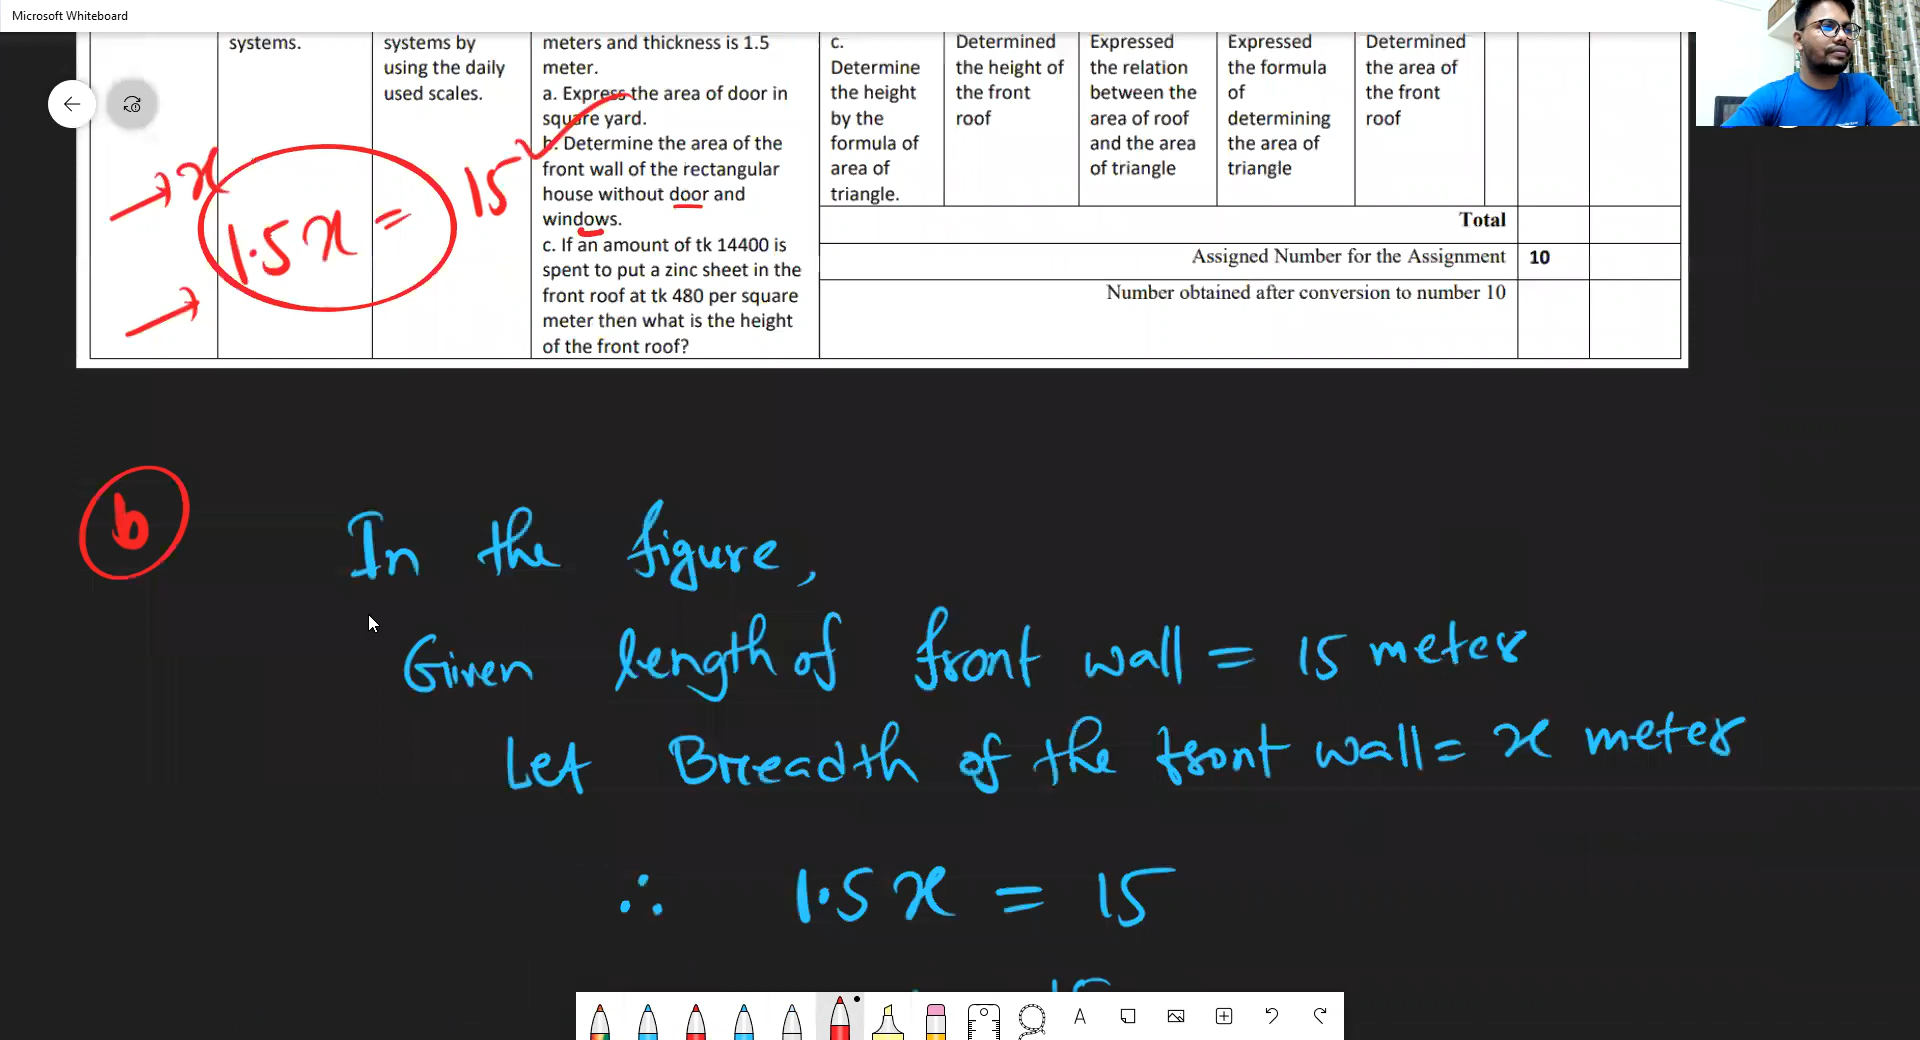 Microsoft Whiteboard
systems.
systems by
using the daily
used scales.
meters and thickness is 1.5
meter.
a. Express the area of door in
square yard.
b. Determine the area of the
front wall of the rectangular
house without door and
windows.
c. If an amount of tk 14400 is
spent to put a zinc sheet in the
front roof at tk 480 per square
meter then what is the height
of the front roof?
c.
Determine
the height
by the
formula of
area of
triangle.
Determined
the height of
the front
roof
Expressed
the relation
between the
area of roof
and the area
of triangle
Expressed
the formula
of
determining
the area of
triangle
Determined
the area of
the front
roof
Total
Assigned Number for the Assignment 10
Number obtained after conversion to number 10
x
1.5x = 15
b
In the figure,
Given length of front wall = 15 meter
Let Breadth of the front wall = x meter
∴ 1.5x = 15
15
A